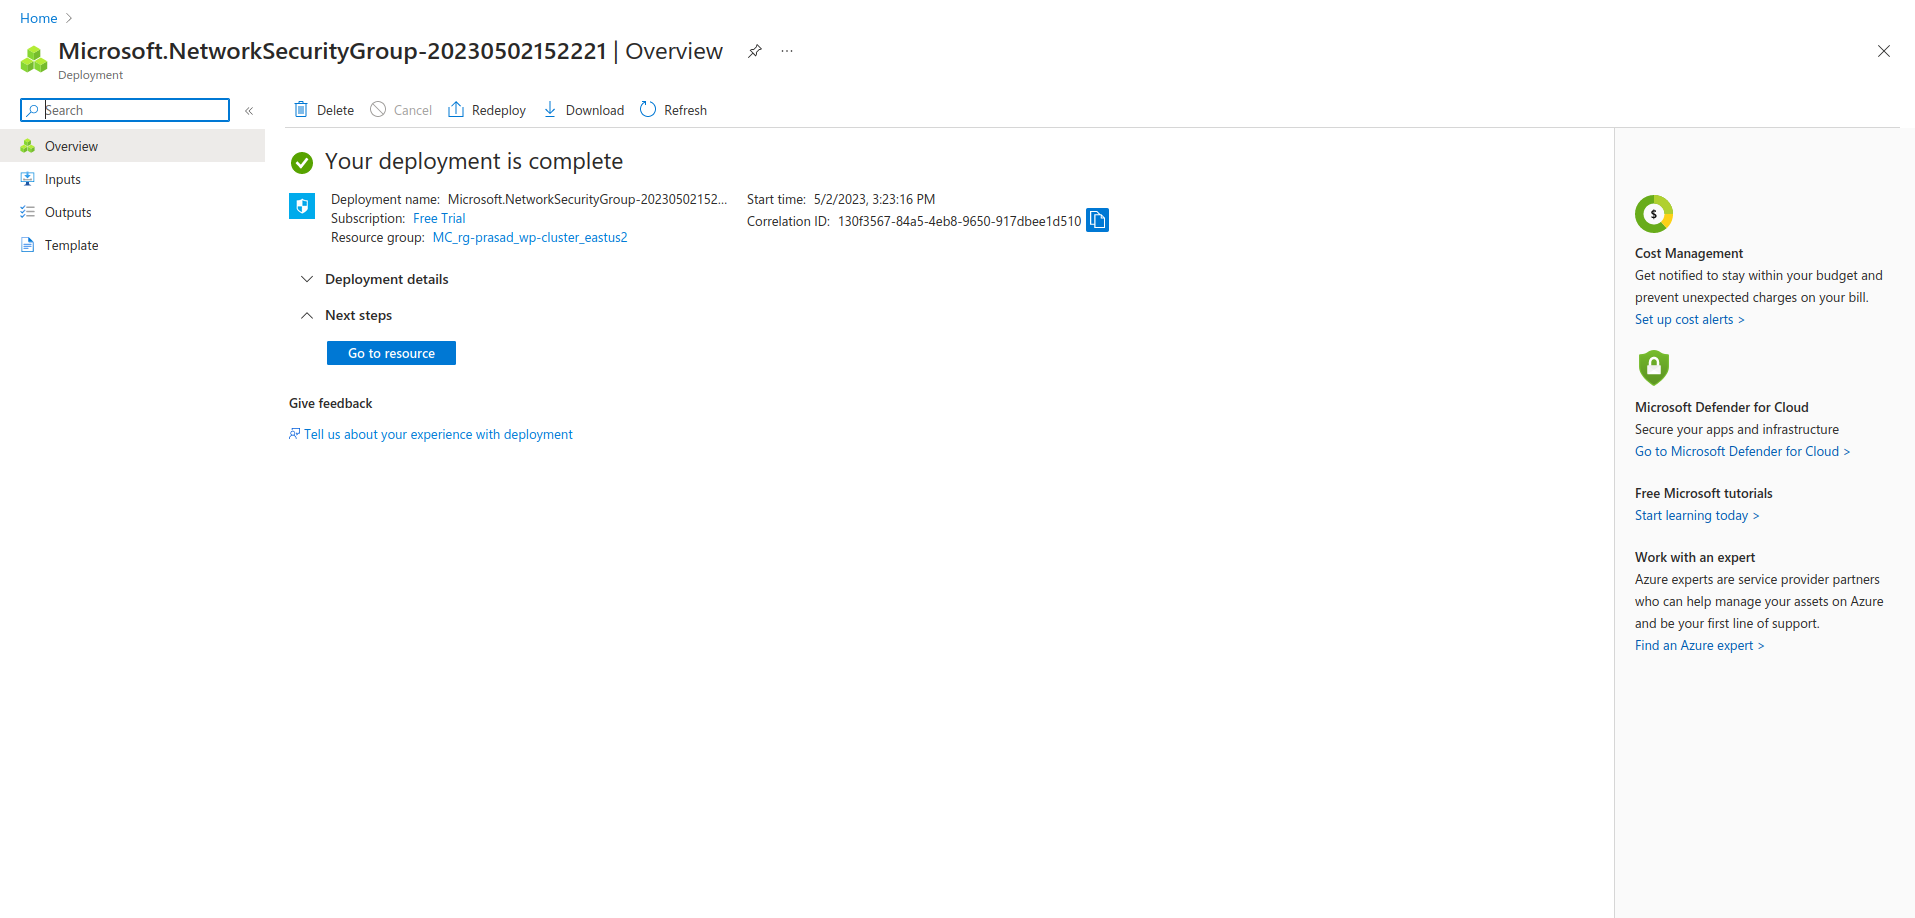 Home
Microsoft.NetworkSecurityGroup-20230502152221 | Overview
Deployment
Search
Overview
Inputs
Outputs
Template
Delete
Cancel
Redeploy
Download
Refresh
Your deployment is complete
Deployment name: Microsoft.NetworkSecurityGroup-20230502152...
Subscription: Free Trial
Resource group: MC_rg-prasad_wp-cluster_eastus2
Start time: 5/2/2023, 3:23:16 PM
Correlation ID: 130f3567-84a5-4eb8-9650-917dbee1d510
Deployment details
Next steps
Go to resource
Give feedback
Tell us about your experience with deployment
$
Cost Management
Get notified to stay within your budget and
prevent unexpected charges on your bill.
Set up cost alerts >
Microsoft Defender for Cloud
Secure your apps and infrastructure
Go to Microsoft Defender for Cloud >
Free Microsoft tutorials
Start learning today >
Work with an expert
Azure experts are service provider partners
who can help manage your assets on Azure
and be your first line of support.
Find an Azure expert >